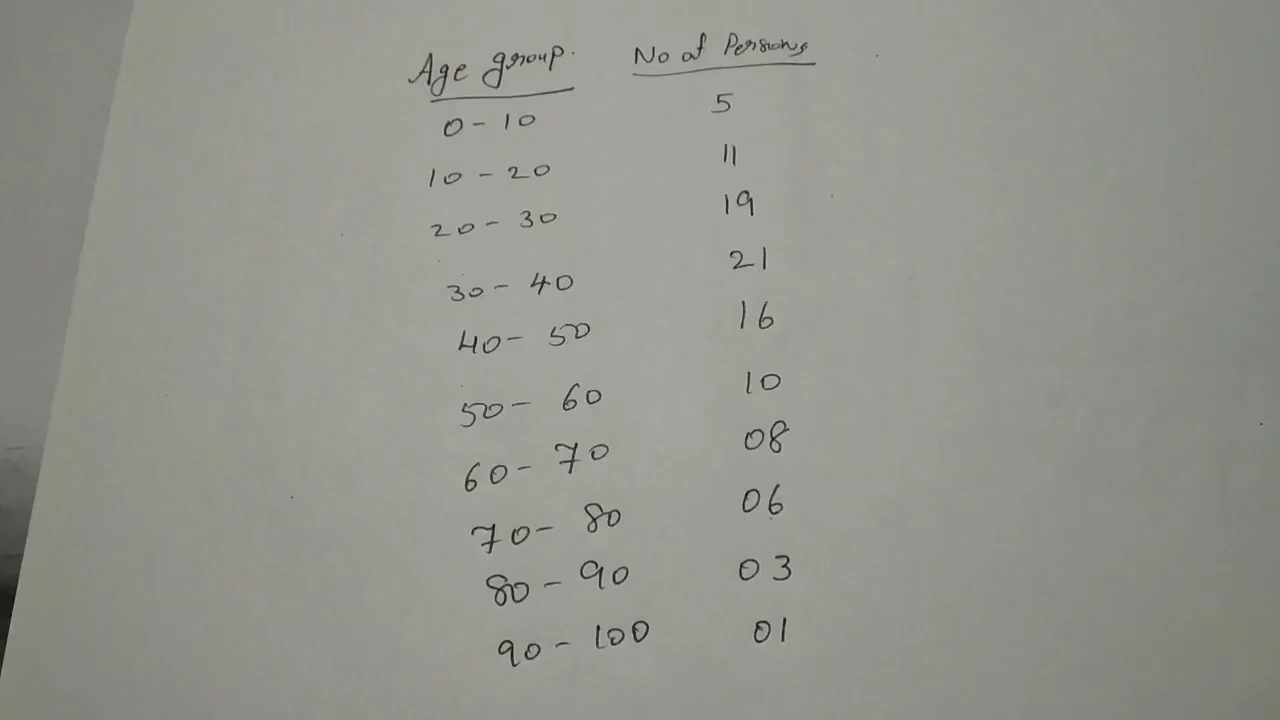 Age group. No of Persons
0 - 10 5
10 - 20 11
20 - 30 19
30 - 40 21
40 - 50 16
50 - 60 10
60 - 70 08
70 - 80 06
80 - 90 03
90 - 100 01